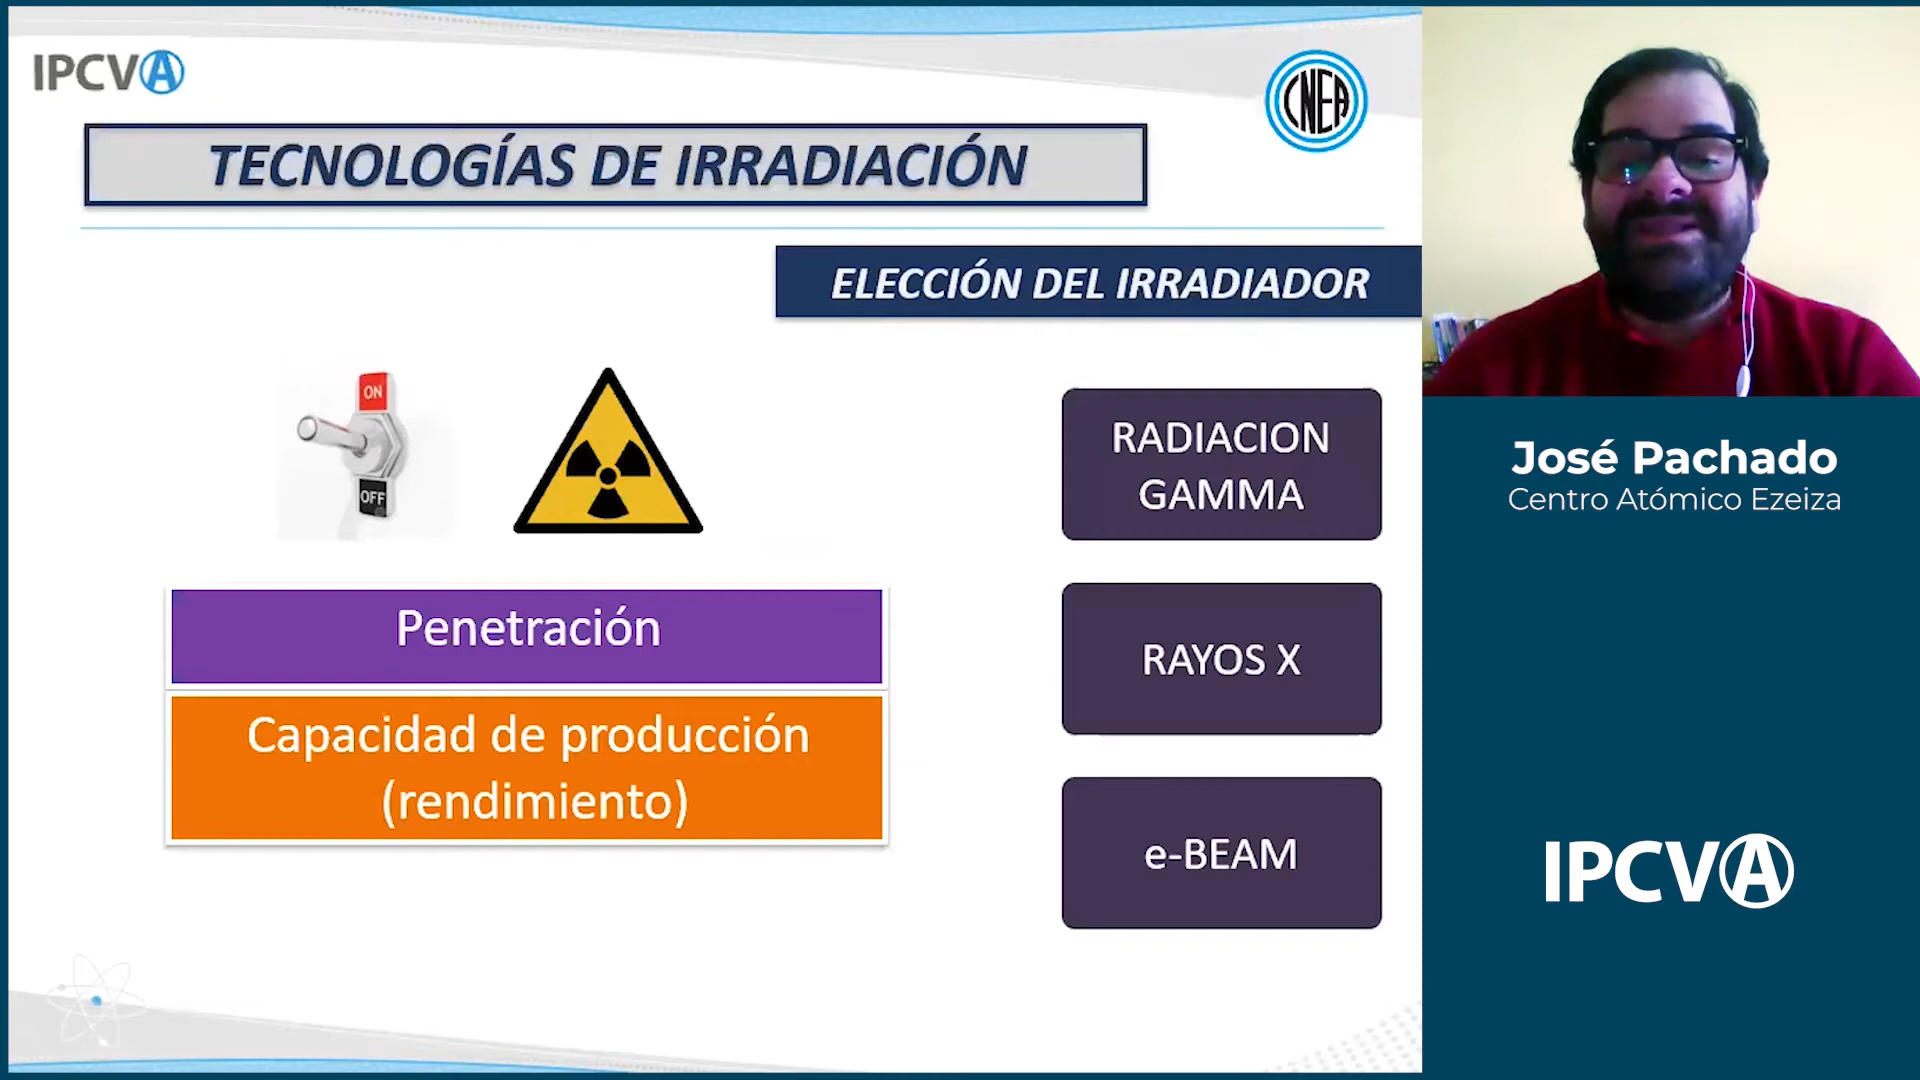 IPCVA
CNEA
TECNOLOGÍAS DE IRRADIACIÓN
ELECCIÓN DEL IRRADIADOR
ON
OFF
Penetración
Capacidad de producción
(rendimiento)
RADIACION
GAMMA
RAYOS X
e-BEAM
José Pachado
Centro Atómico Ezeiza
IPCVA